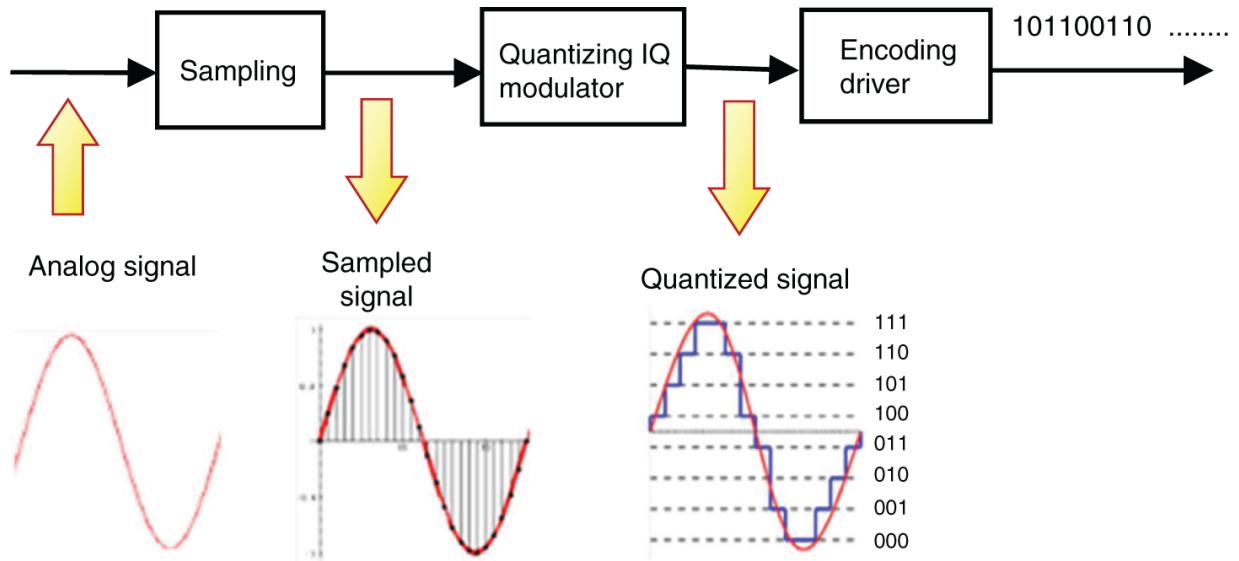 101100110 ........
Sampling
Quantizing IQ
modulator
Encoding
driver
Analog signal
Sampled
signal
Quantized signal
111
110
101
100
011
010
001
000